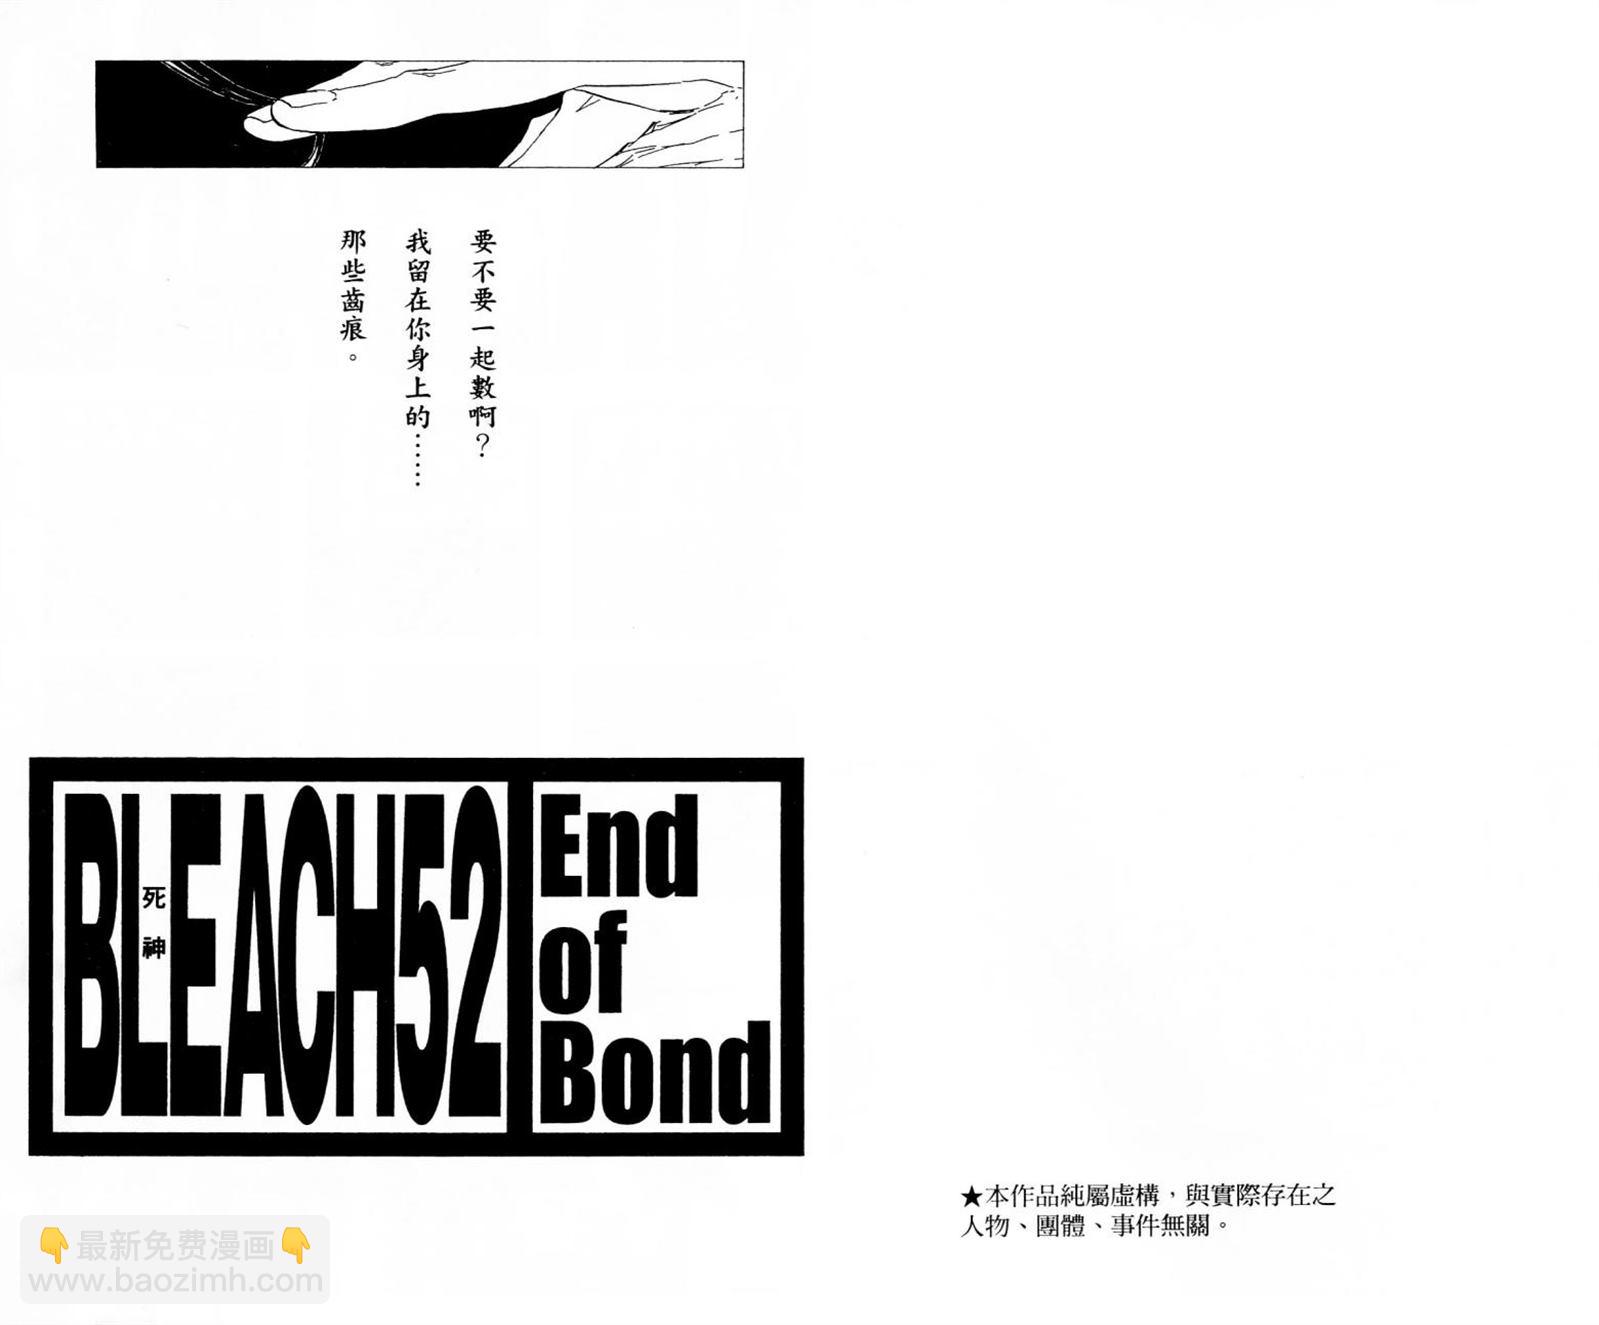 要不要一起數啊？
我留在你身上的……
那些齒痕。
BLEACH52
死神
End
of
Bond
★本作品純屬虛構，與實際存在之
人物、團體、事件無關。
👇最新免费漫画👇
www.baozimh.com